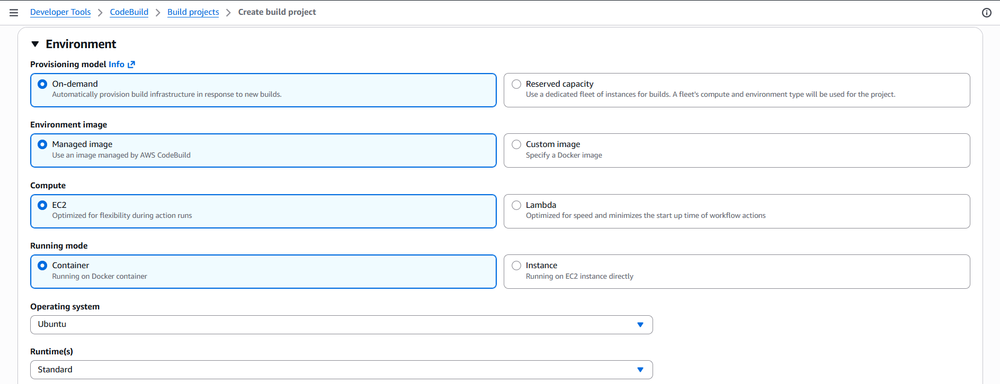 Developer Tools > CodeBuild > Build projects > Create build project
Environment
Provisioning model Info
On-demand
Automatically provision build infrastructure in response to new builds.
Reserved capacity
Use a dedicated fleet of instances for builds. A fleet's compute and environment type will be used for the project.
Environment image
Managed image
Use an image managed by AWS CodeBuild
Custom image
Specify a Docker image
Compute
EC2
Optimized for flexibility during action runs
Lambda
Optimized for speed and minimizes the start up time of workflow actions
Running mode
Container
Running on Docker container
Instance
Running on EC2 instance directly
Operating system
Ubuntu
Runtime(s)
Standard